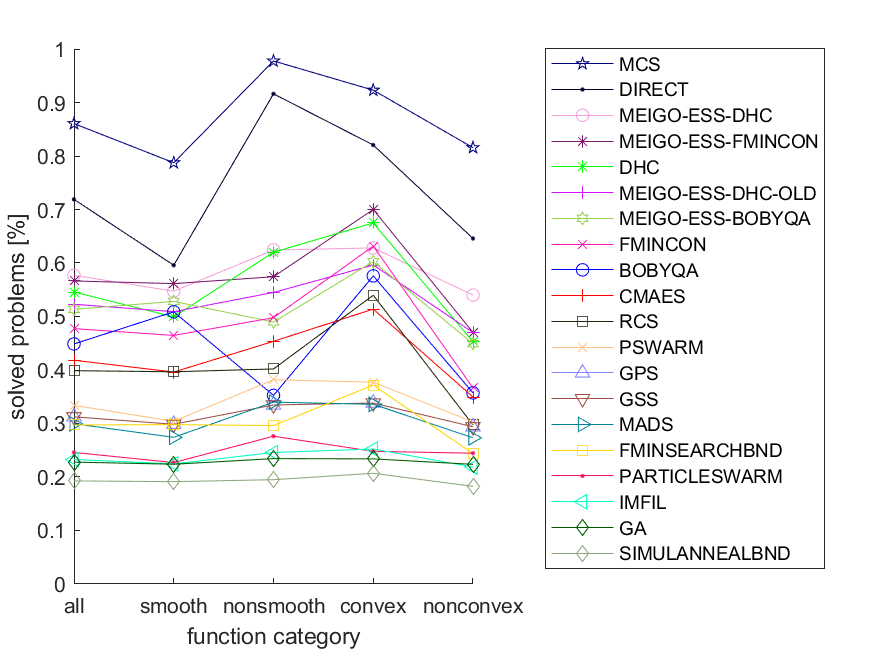 1
0.9
0.8
0.7
0.6
0.5
0.4
0.3
0.2
0.1
0
solved problems [%]
all smooth nonsmooth convex nonconvex
function category
MCS
DIRECT
MEIGO-ESS-DHC
MEIGO-ESS-FMINCON
DHC
MEIGO-ESS-DHC-OLD
MEIGO-ESS-BOBYQA
FMINCON
BOBYQA
CMAES
RCS
PSWARM
GPS
GSS
MADS
FMINSEARCHBND
PARTICLESWARM
IMFIL
GA
SIMULANNEALBND